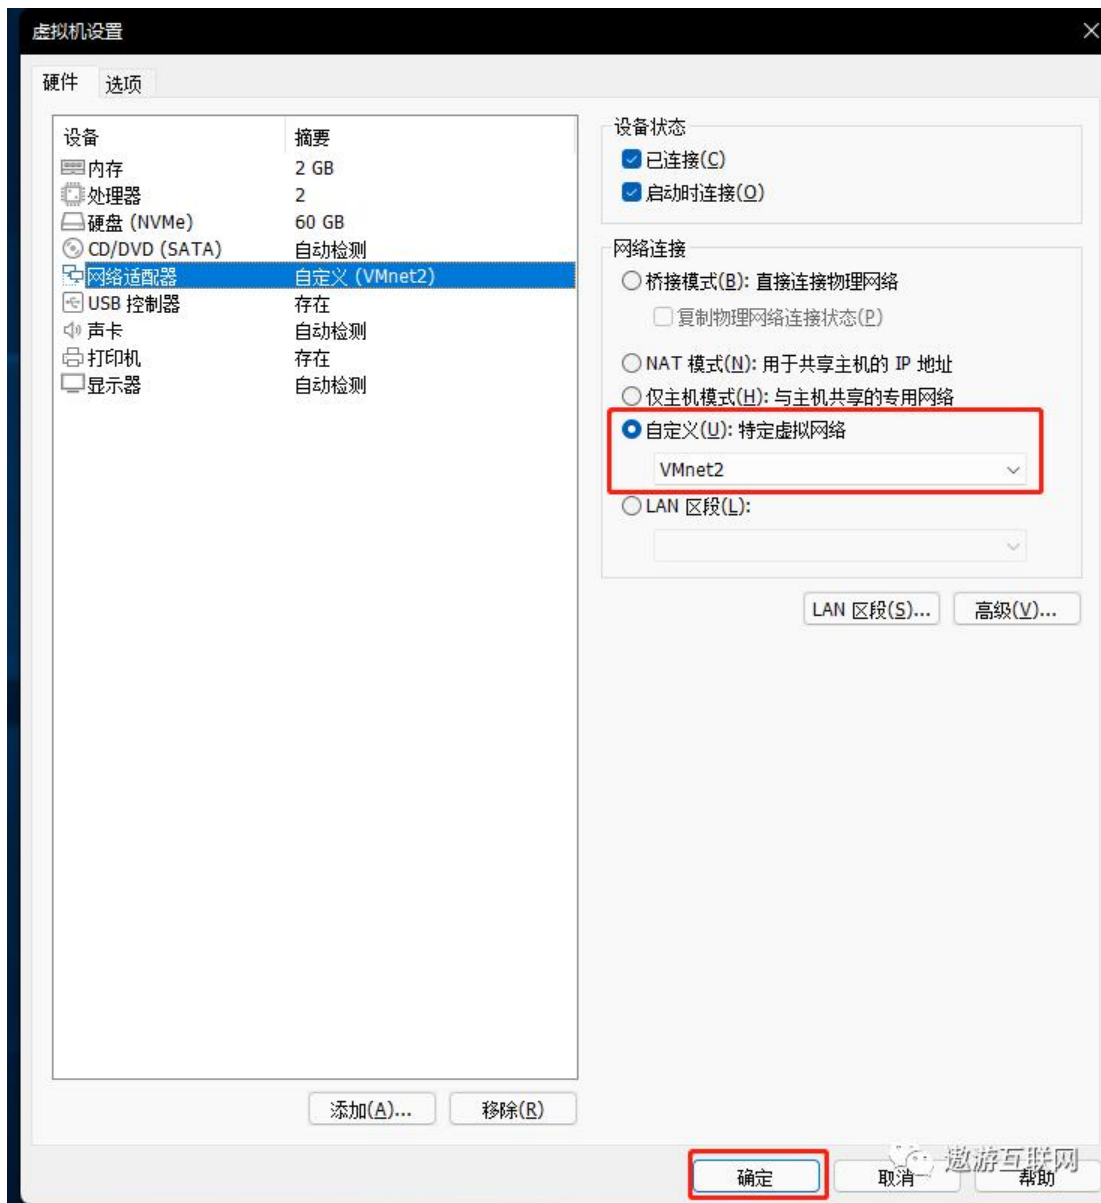 虚拟机设置
硬件 选项
设备 摘要
内存 2 GB
处理器 2
硬盘 (NVMe) 60 GB
CD/DVD (SATA) 自动检测
网络适配器 自定义 (VMnet2)
USB 控制器 存在
声卡 自动检测
打印机 存在
显示器 自动检测
添加(A)... 移除(R)
设备状态
已连接(C)
启动时连接(O)
网络连接
桥接模式(B): 直接连接物理网络
复制物理网络连接状态(P)
NAT 模式(N): 用于共享主机的 IP 地址
仅主机模式(H): 与主机共享的专用网络
自定义(U): 特定虚拟网络
VMnet2
LAN 区段(L):
LAN 区段(S)... 高级(V)...
遨游互联网
确定 取消 帮助